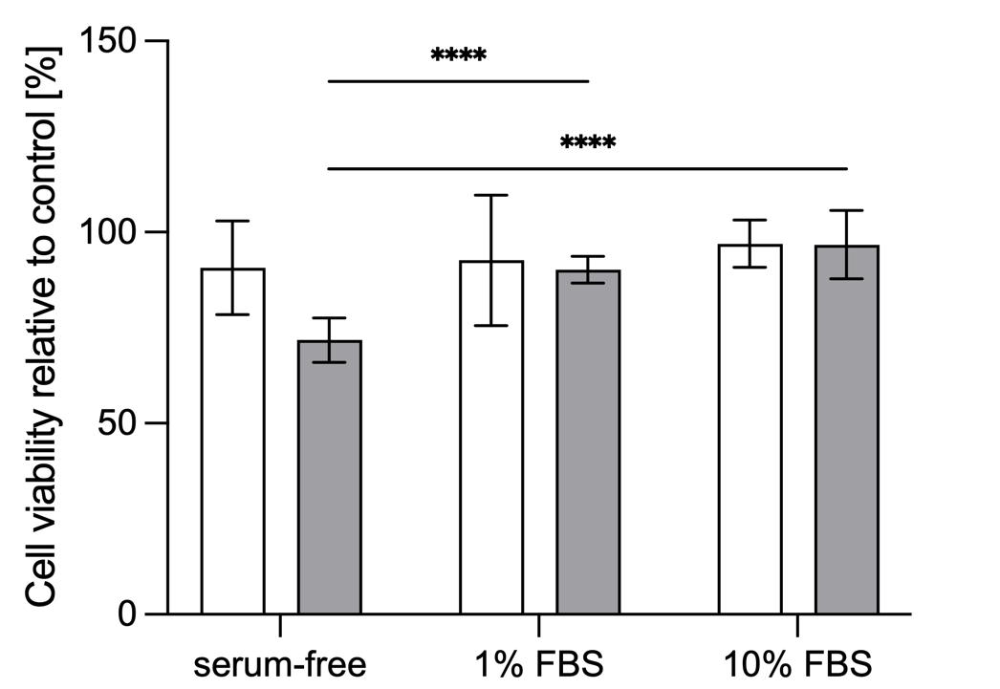 Cell viability relative to control [%]
150
100
50
0
****
****
serum-free
1% FBS
10% FBS